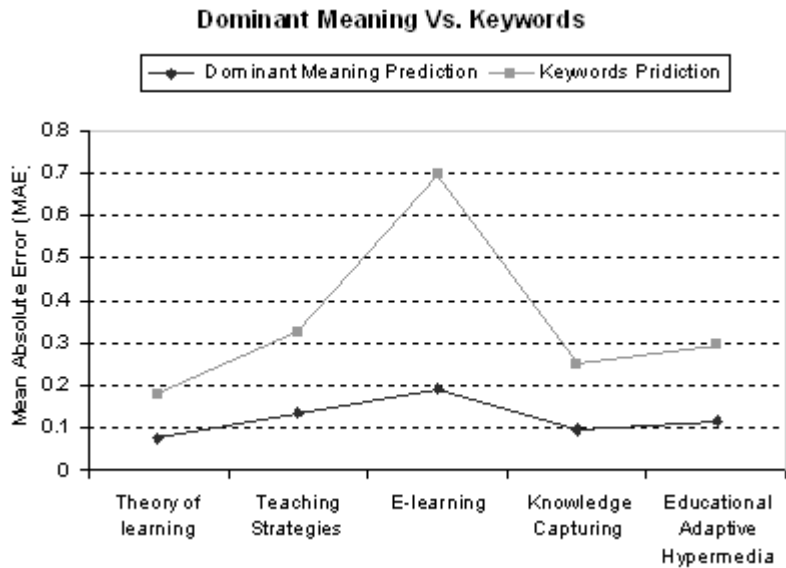 Dominant Meaning Vs. Keywords
Dominant Meaning Prediction Keywords Pridiction
Mean Absolute Error (MAE)
0.8
0.7
0.6
0.5
0.4
0.3
0.2
0.1
0
Theory of
learning
Teaching
Strategies
E-learning
Knowledge
Capturing
Educational
Adaptive
Hypermedia